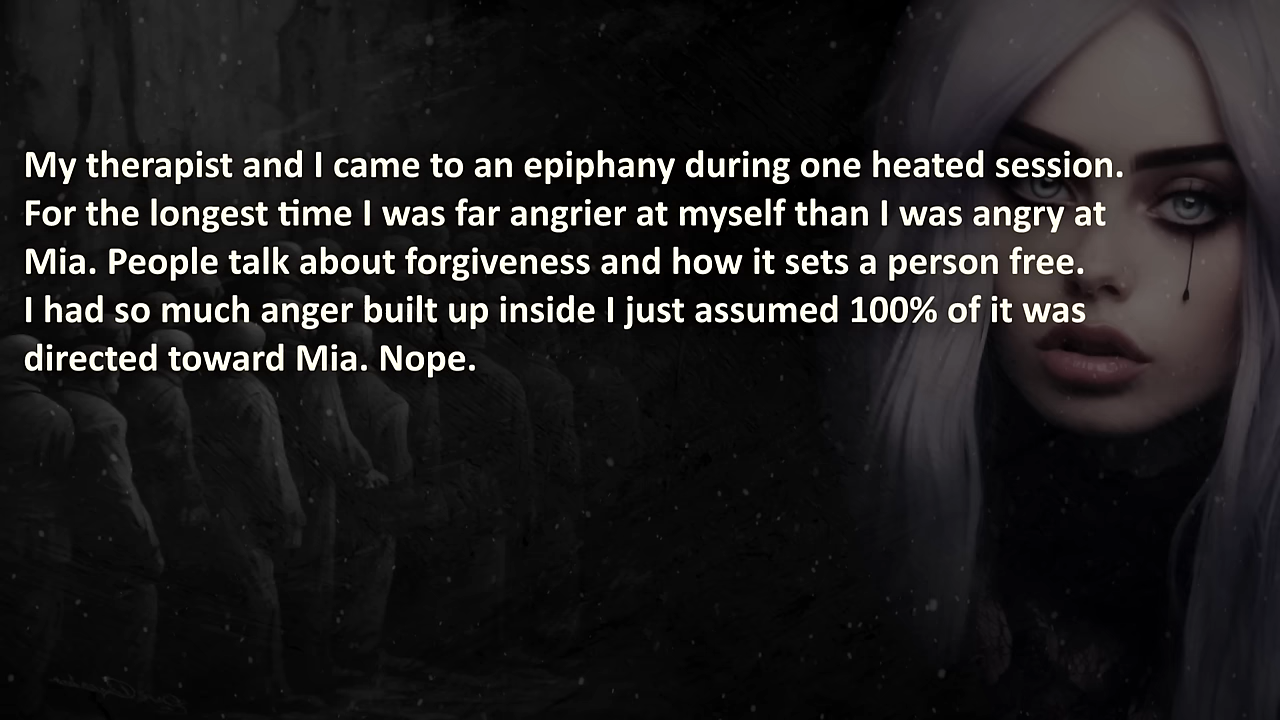 My therapist and I came to an epiphany during one heated session.
For the longest time I was far angrier at myself than I was angry at
Mia. People talk about forgiveness and how it sets a person free.
I had so much anger built up inside I just assumed 100% of it was
directed toward Mia. Nope.